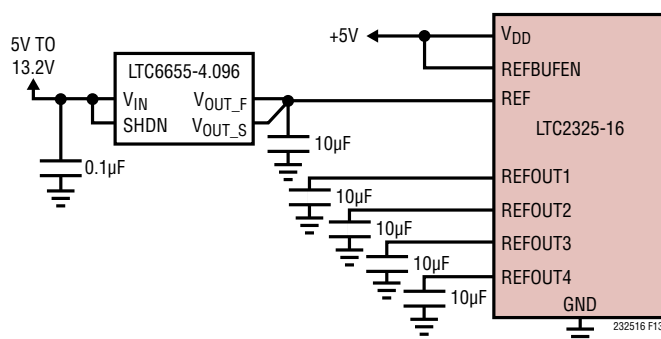 5V TO
13.2V
LTC6655-4.096
VIN
SHDN
VOUT_F
VOUT_S
0.1µF
10µF
+5V
VDD
REFBUFEN
REF
LTC2325-16
REFOUT1
10µF
REFOUT2
10µF
REFOUT3
10µF
REFOUT4
10µF
GND
232516 F13